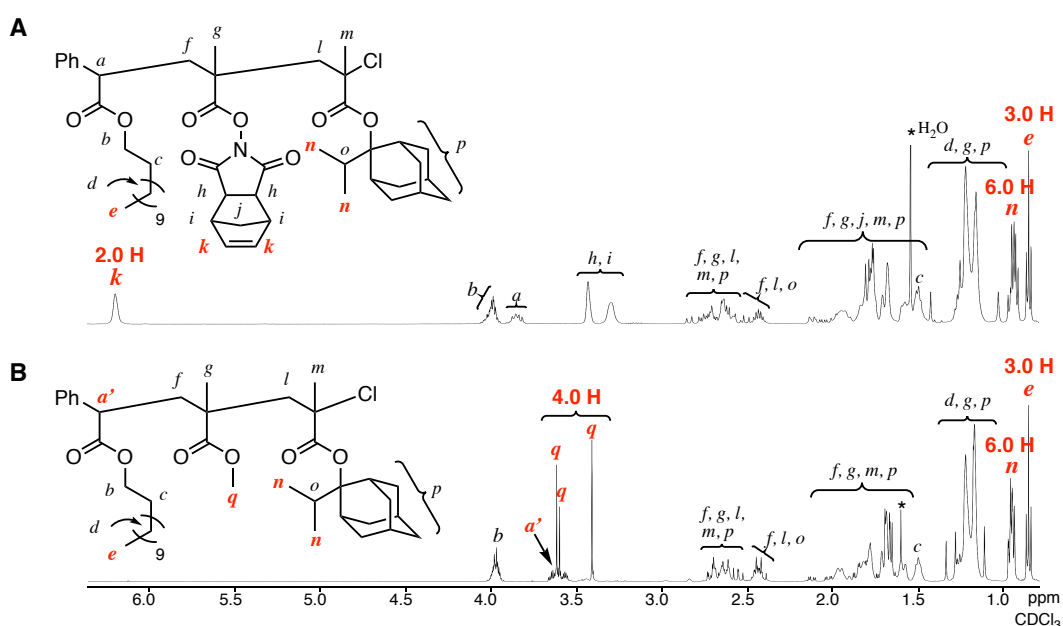 A
g
m
f
l
Ph
a
Cl
O
O
O
O
O
O
b
N
n
o
p
c
O
O
d
h
h
n
j
e
9
i
i
k
k
2.0 H
k
b
a
h, i
f, g, l,
m, p
f, l, o
f, g, j, m, p
*H₂O
c
d, g, p
6.0 H
n
3.0 H
e
B
g
m
f
l
Ph
a’
Cl
O
O
O
O
O
O
b
c
q
n
o
p
d
n
e
9
b
a’
4.0 H
q
q
q
f, g, l,
m, p
f, l, o
f, g, m, p
*
c
d, g, p
6.0 H
n
3.0 H
e
6.0 5.5 5.0 4.5 4.0 3.5 3.0 2.5 2.0 1.5 1.0 ppm
CDCl₃